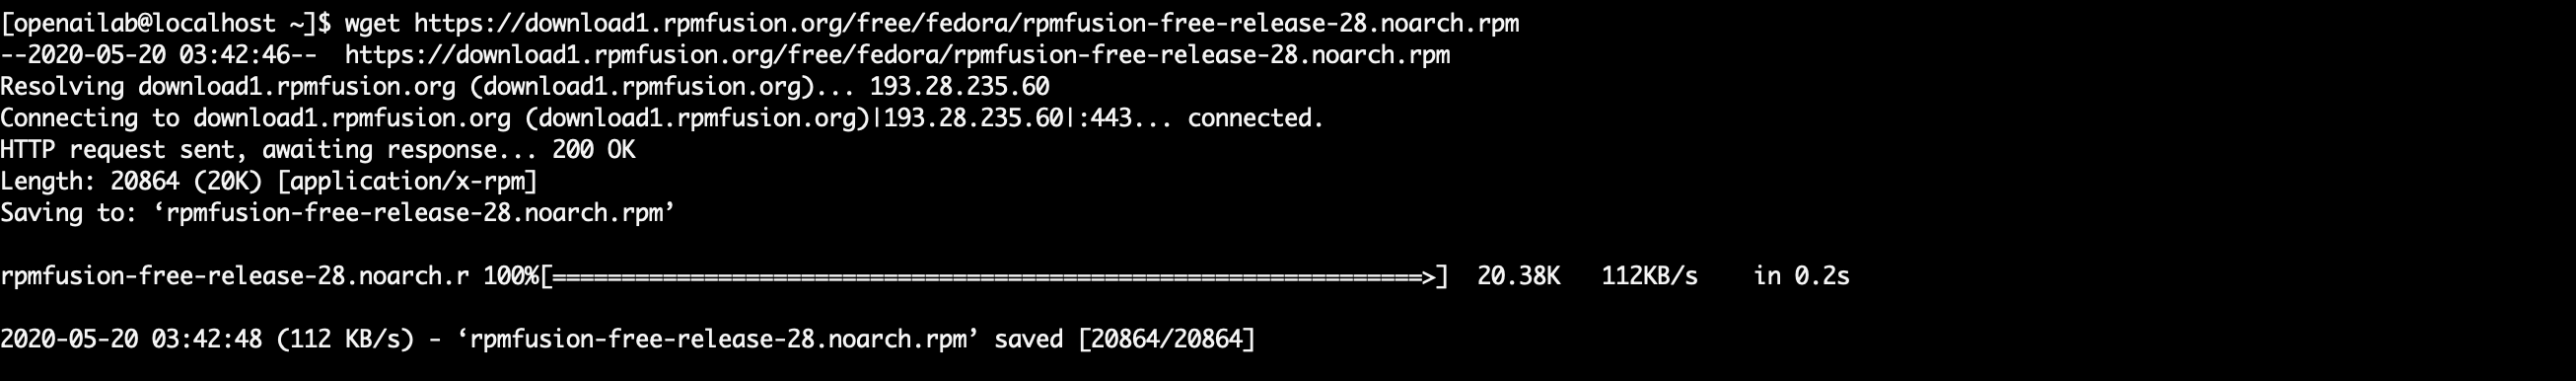 [openailab@localhost ~]$ wget https://download1.rpmfusion.org/free/fedora/rpmfusion-free-release-28.noarch.rpm
--2020-05-20 03:42:46--  https://download1.rpmfusion.org/free/fedora/rpmfusion-free-release-28.noarch.rpm
Resolving download1.rpmfusion.org (download1.rpmfusion.org)... 193.28.235.60
Connecting to download1.rpmfusion.org (download1.rpmfusion.org)|193.28.235.60|:443... connected.
HTTP request sent, awaiting response... 200 OK
Length: 20864 (20K) [application/x-rpm]
Saving to: ‘rpmfusion-free-release-28.noarch.rpm’
rpmfusion-free-release-28.noarch.r 100%[===============================================================>]  20.38K   112KB/s    in 0.2s
2020-05-20 03:42:48 (112 KB/s) - ‘rpmfusion-free-release-28.noarch.rpm’ saved [20864/20864]